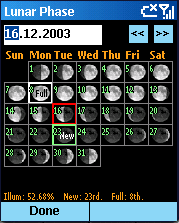 Lunar Phase
16.12.2003 << >>
Sun Mon Tue Wed Thu Fri Sat
1 2 3 4 5 6
7 8 Full 9 10 11 12 13
14 15 16 17 18 19 20
21 22 23 New 24 25 26 27
28 29 30 31
Illum: 52.68% New: 23rd. Full: 8th.
Done